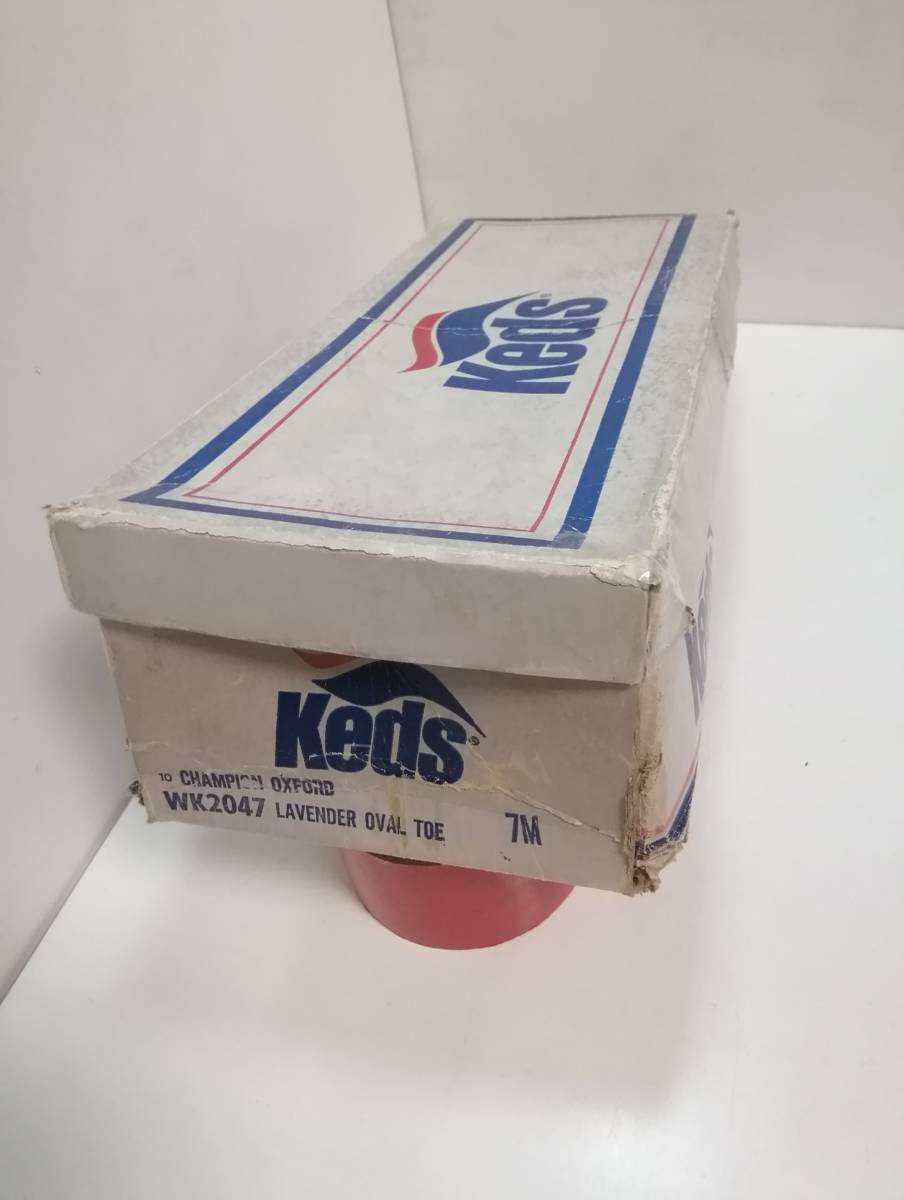 Keds®
Keds®
10 CHAMPION OXFORD
WK2047 LAVENDER OVAL TOE 7M